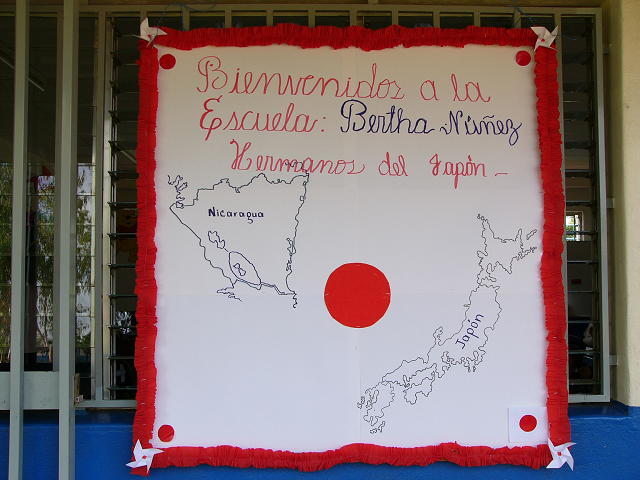 Bienvenidos a la
Escuela: Bertha Núñez
Hermanos del Japón -
Nicaragua
Japón